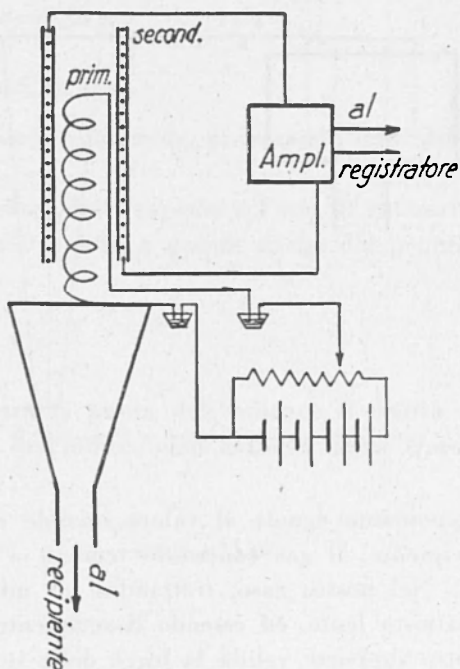 second.
prim.
al
Ampl.
registratore
al
recipiente